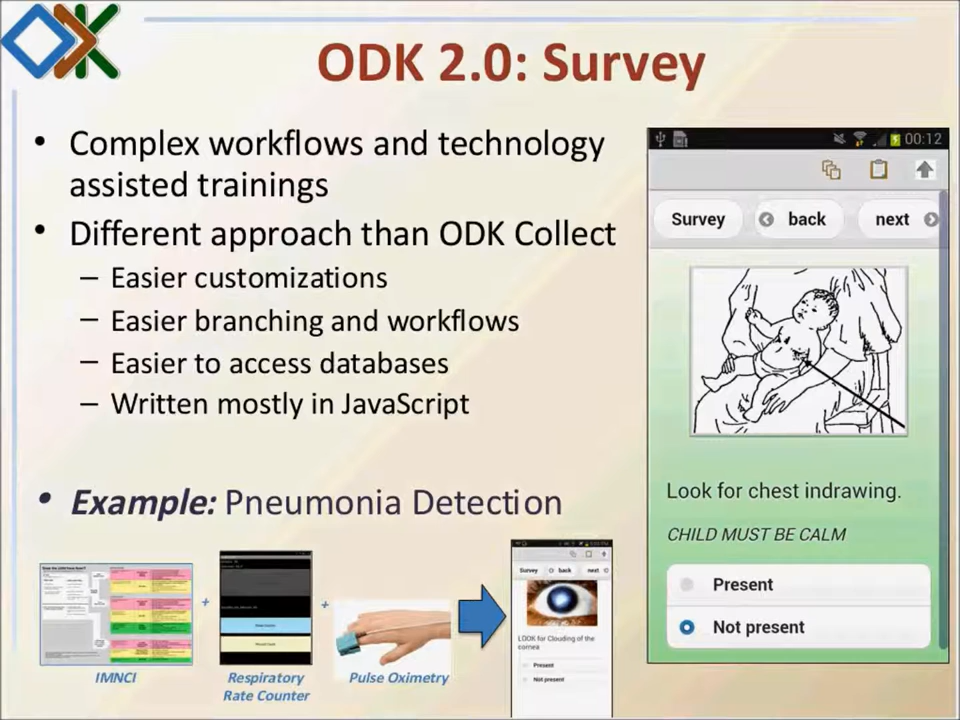 ODK 2.0: Survey
• Complex workflows and technology
assisted trainings
• Different approach than ODK Collect
– Easier customizations
– Easier branching and workflows
– Easier to access databases
– Written mostly in JavaScript
• Example: Pneumonia Detection
00:12
Survey back next
Look for chest indrawing.
CHILD MUST BE CALM
Present
Not present
+
+
Survey back next
LOOK for Clouding of the
cornea
Present
Not present
IMNCI
Respiratory
Rate Counter
Pulse Oximetry